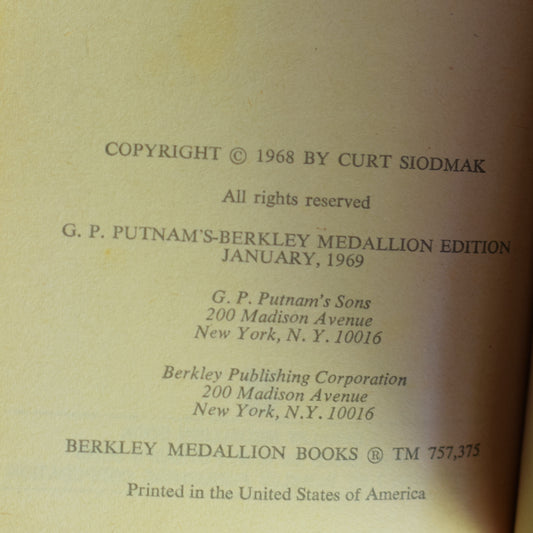 COPYRIGHT © 1968 BY CURT SIODMAK
All rights reserved
G. P. PUTNAM'S-BERKLEY MEDALLION EDITION
JANUARY, 1969
G. P. Putnam's Sons
200 Madison Avenue
New York, N. Y. 10016
Berkley Publishing Corporation
200 Madison Avenue
New York, N.Y. 10016
BERKLEY MEDALLION BOOKS ® TM 757,375
Printed in the United States of America